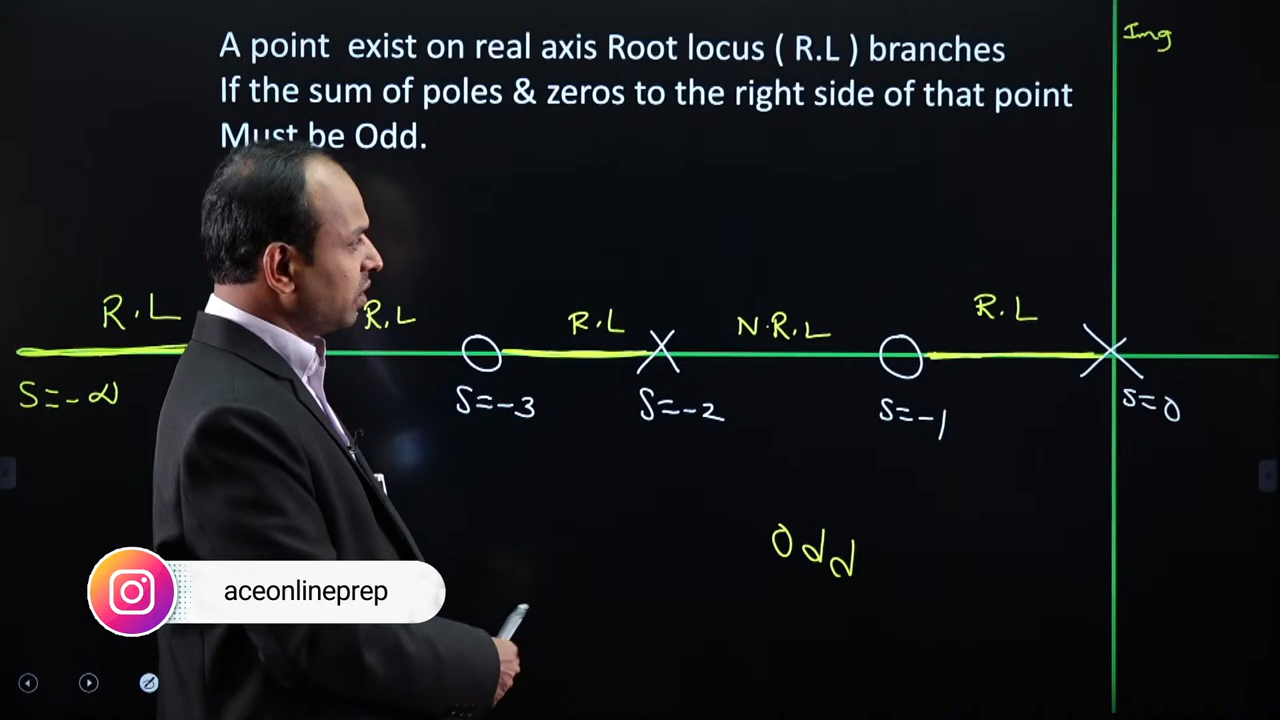 A point exist on real axis Root locus ( R.L ) branches
If the sum of poles & zeros to the right side of that point
Must be Odd.
Img
R.L
R.L
R.L
N.R.L
R.L
S=-∞
S=-3
S=-2
S=-1
S=0
Odd
aceonlineprep